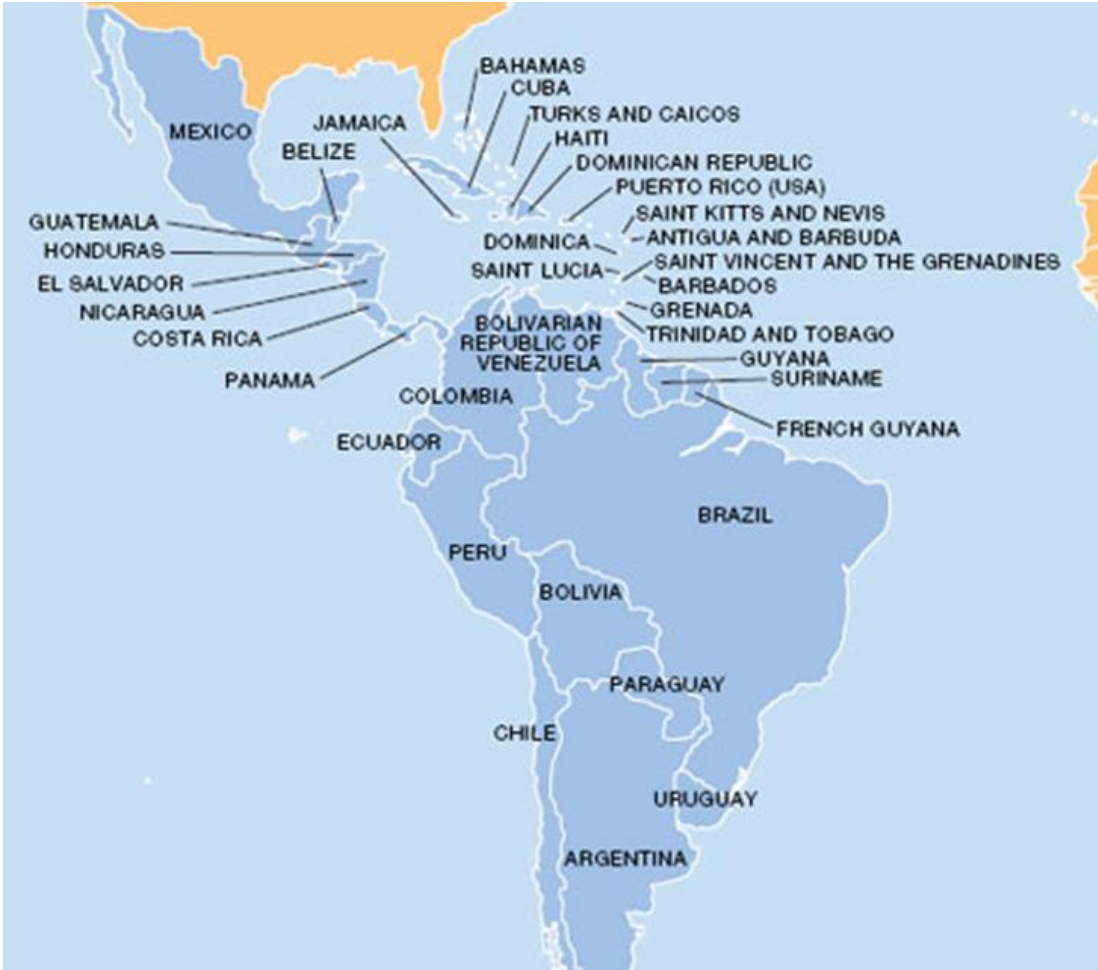 BAHAMAS
CUBA
TURKS AND CAICOS
JAMAICA
MEXICO
HAITI
BELIZE
DOMINICAN REPUBLIC
PUERTO RICO (USA)
SAINT KITTS AND NEVIS
GUATEMALA
ANTIGUA AND BARBUDA
DOMINICA
HONDURAS
SAINT VINCENT AND THE GRENADINES
SAINT LUCIA
EL SALVADOR
BARBADOS
NICARAGUA
GRENADA
BOLIVARIAN
REPUBLIC OF
VENEZUELA
TRINIDAD AND TOBAGO
COSTA RICA
GUYANA
PANAMA
SURINAME
COLOMBIA
FRENCH GUYANA
ECUADOR
BRAZIL
PERU
BOLIVIA
PARAGUAY
CHILE
URUGUAY
ARGENTINA